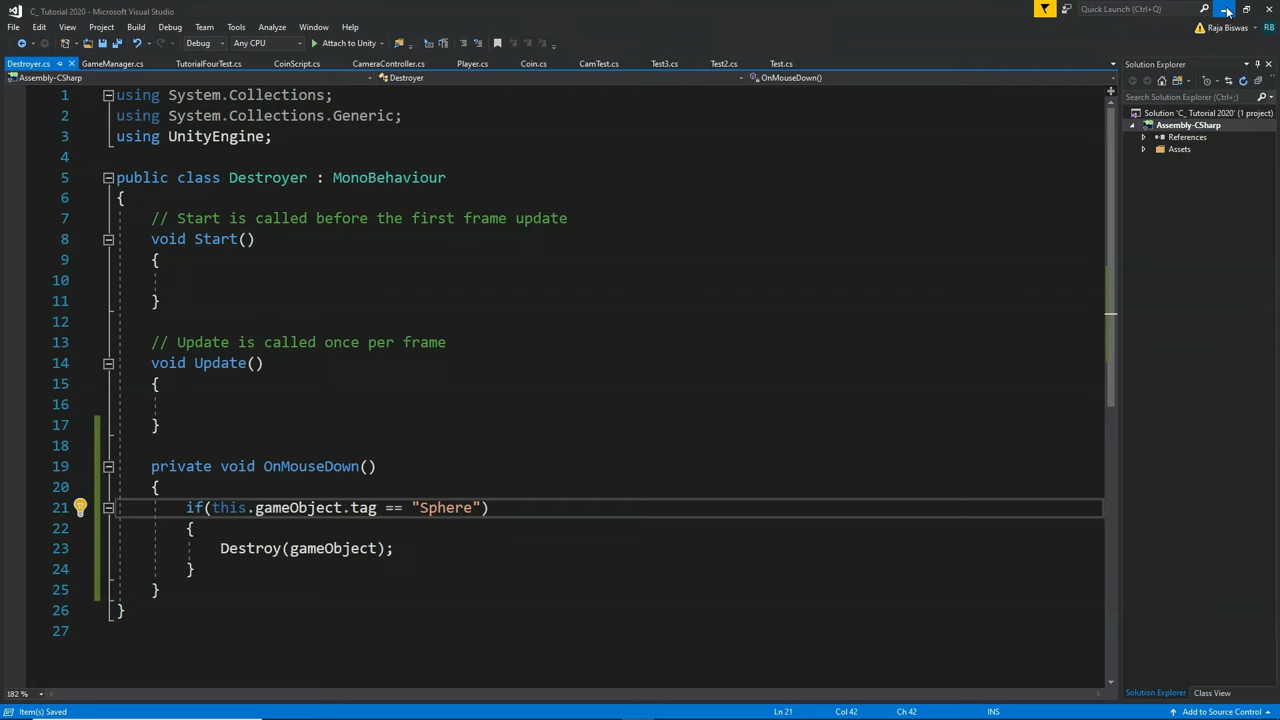 C_ Tutorial 2020 - Microsoft Visual Studio
Quick Launch (Ctrl+Q)
File Edit View Project Build Debug Team Tools Analyze Window Help
Raja Biswas RB
Debug Any CPU Attach to Unity
Destroyer.cs GameManager.cs TutorialFourTest.cs CoinScript.cs CameraController.cs Player.cs Coin.cs CamTest.cs Test3.cs Test2.cs Test.cs
Assembly-CSharp Destroyer OnMouseDown()
1 using System.Collections;
2 using System.Collections.Generic;
3 using UnityEngine;
4
5 public class Destroyer : MonoBehaviour
6 {
7 // Start is called before the first frame update
8 void Start()
9 {
10
11 }
12
13 // Update is called once per frame
14 void Update()
15 {
16
17 }
18
19 private void OnMouseDown()
20 {
21 if(this.gameObject.tag == "Sphere")
22 {
23 Destroy(gameObject);
24 }
25 }
26 }
27
182 %
Solution Explorer
Search Solution Explorer (Ctrl+;)
Solution 'C_ Tutorial 2020' (1 project)
Assembly-CSharp
References
Assets
Solution Explorer Class View
Item(s) Saved Ln 21 Col 42 Ch 42 INS Add to Source Control